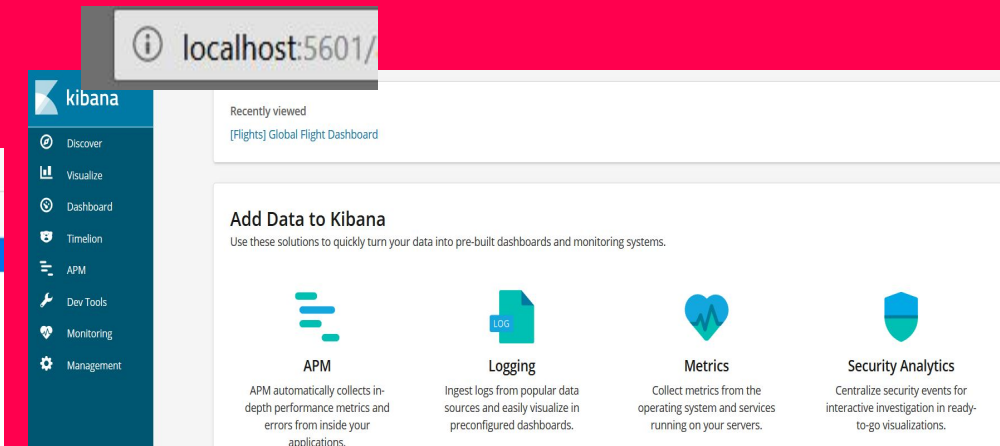 localhost:5601/
kibana
Discover
Visualize
Dashboard
Timelion
APM
Dev Tools
Monitoring
Management
Recently viewed
[Flights] Global Flight Dashboard
Add Data to Kibana
Use these solutions to quickly turn your data into pre-built dashboards and monitoring systems.
APM
APM automatically collects in-
depth performance metrics and
errors from inside your
applications.
LOG
Logging
Ingest logs from popular data
sources and easily visualize in
preconfigured dashboards.
Metrics
Collect metrics from the
operating system and services
running on your servers.
Security Analytics
Centralize security events for
interactive investigation in ready-
to-go visualizations.